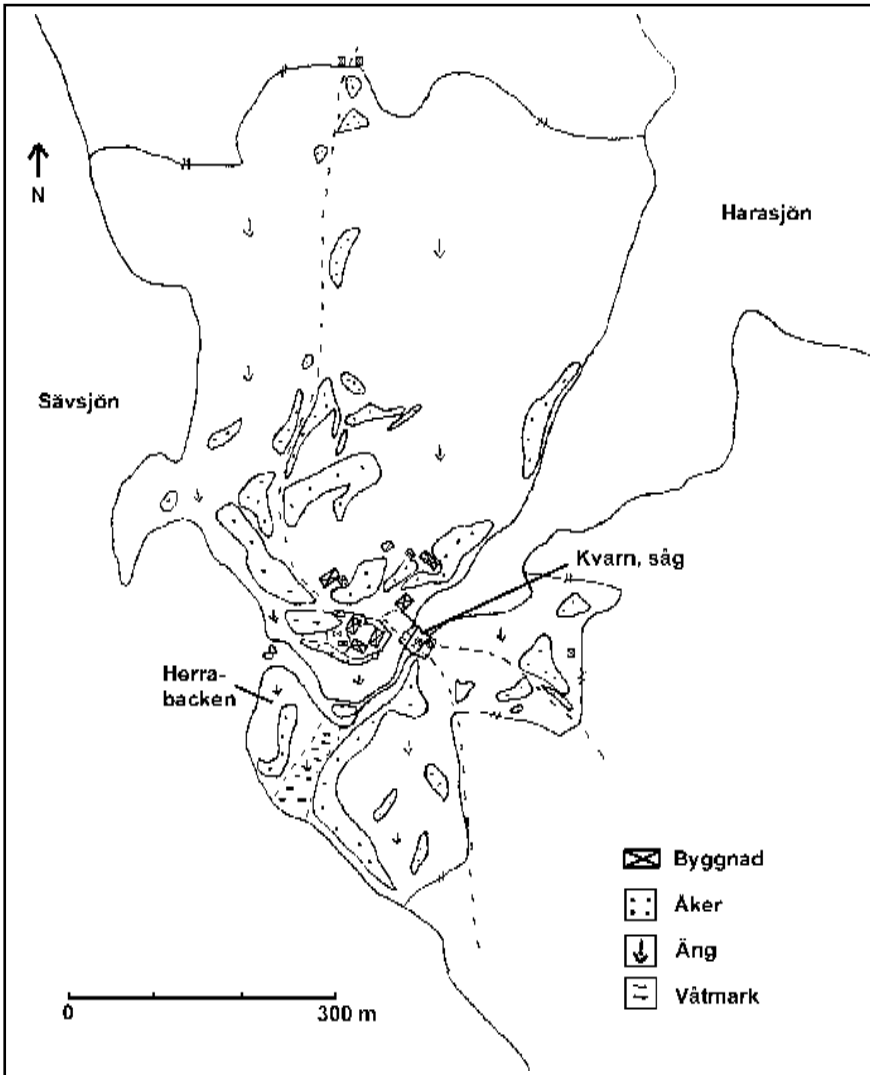 N
Harasjön
Sävsjön
Kvarn, såg
Herra-
backen
Byggnad
Åker
Äng
Våtmark
0
300 m